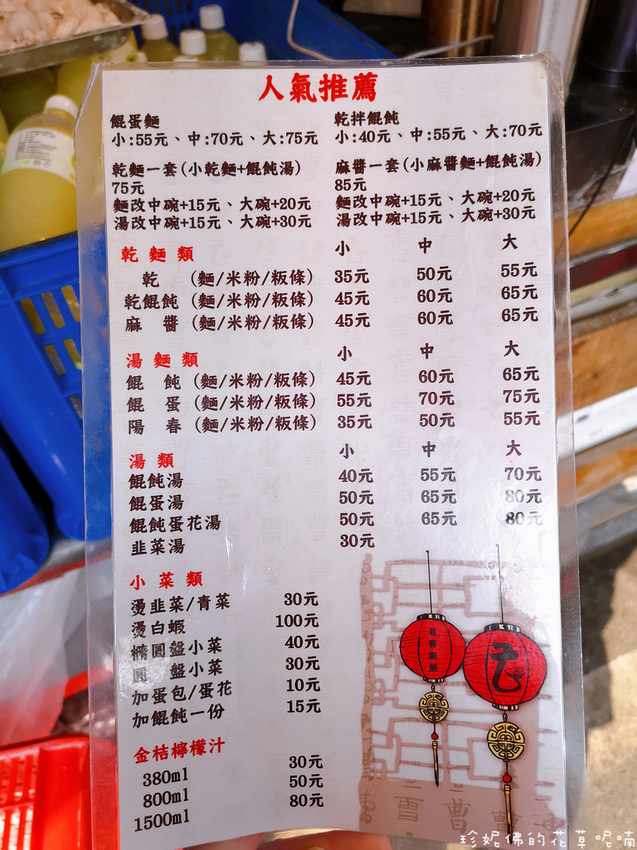 人氣推薦
餛蛋麵
小:55元、中:70元、大:75元
乾拌餛飩
小:40元、中:55元、大:70元
乾麵一套(小乾麵+餛飩湯)
75元
麵改中碗+15元、大碗+20元
湯改中碗+15元、大碗+30元
麻醬一套(小麻醬麵+餛飩湯)
85元
麵改中碗+15元、大碗+20元
湯改中碗+15元、大碗+30元
乾麵類 小 中 大
乾 (麵/米粉/粄條) 35元 50元 55元
乾餛飩 (麵/米粉/粄條) 45元 60元 65元
麻醬 (麵/米粉/粄條) 45元 60元 65元
湯麵類 小 中 大
餛飩 (麵/米粉/粄條) 45元 60元 65元
餛蛋 (麵/米粉/粄條) 55元 70元 75元
陽春 (麵/米粉/粄條) 35元 50元 55元
湯類 小 中 大
餛飩湯 40元 55元 70元
餛蛋湯 50元 65元 80元
餛飩蛋花湯 50元 65元 80元
韭菜湯 30元
小菜類
燙韭菜/青菜 30元
燙白蝦 100元
橢圓盤小菜 40元
圓盤小菜 30元
加蛋包/蛋花 10元
加餛飩一份 15元
金桔檸檬汁
380ml 30元
800ml 50元
1500ml 80元
珍妮佛的花草呢喃